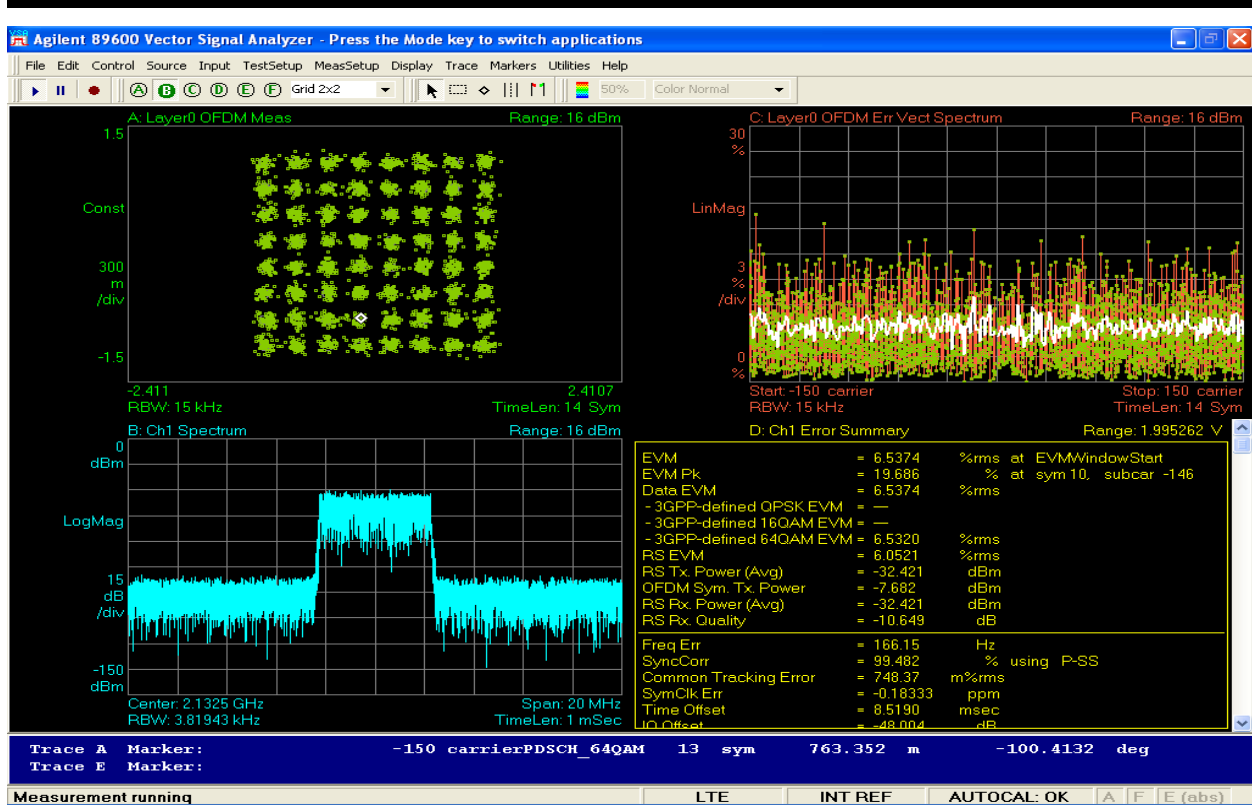 Agilent 89600 Vector Signal Analyzer - Press the Mode key to switch applications
File Edit Control Source Input TestSetup MeasSetup Display Trace Markers Utilities Help
A B C D E F Grid 2x2 50% Color Normal
A: Layer0 OFDM Meas Range: 16 dBm
1.5
Const
300
m
/div
-1.5
-2.411 2.4107
RBW: 15 kHz TimeLen: 14 Sym
C: Layer0 OFDM Err Vect Spectrum Range: 16 dBm
30
%
LinMag
3
%
/div
0
%
Start: -150 carrier Stop: 150 carrier
RBW: 15 kHz TimeLen: 14 Sym
B: Ch1 Spectrum Range: 16 dBm
0
dBm
LogMag
15
dB
/div
-150
dBm
Center: 2.1325 GHz Span: 20 MHz
RBW: 3.81943 kHz TimeLen: 1 mSec
D: Ch1 Error Summary Range: 1.995262 V
EVM = 6.5374 %rms at EVMWindowStart
EVM Pk = 19.686 % at sym 10, subcar -146
Data EVM = 6.5374 %rms
- 3GPP-defined QPSK EVM = —
- 3GPP-defined 16QAM EVM = —
- 3GPP-defined 64QAM EVM = 6.5320 %rms
RS EVM = 6.0521 %rms
RS Tx. Power (Avg) = -32.421 dBm
OFDM Sym. Tx. Power = -7.682 dBm
RS Rx. Power (Avg) = -32.421 dBm
RS Rx. Quality = -10.649 dB
Freq Err = 166.15 Hz
SyncCorr = 99.482 % using P-SS
Common Tracking Error = 748.37 m%rms
SymClk Err = -0.18333 ppm
Time Offset = 8.5190 msec
IQ Offset = -48.004 dB
Trace A Marker: -150 carrierPDSCH_64QAM 13 sym 763.352 m -100.4132 deg
Trace E Marker:
Measurement running LTE INT REF AUTOCAL: OK A F E (abs)